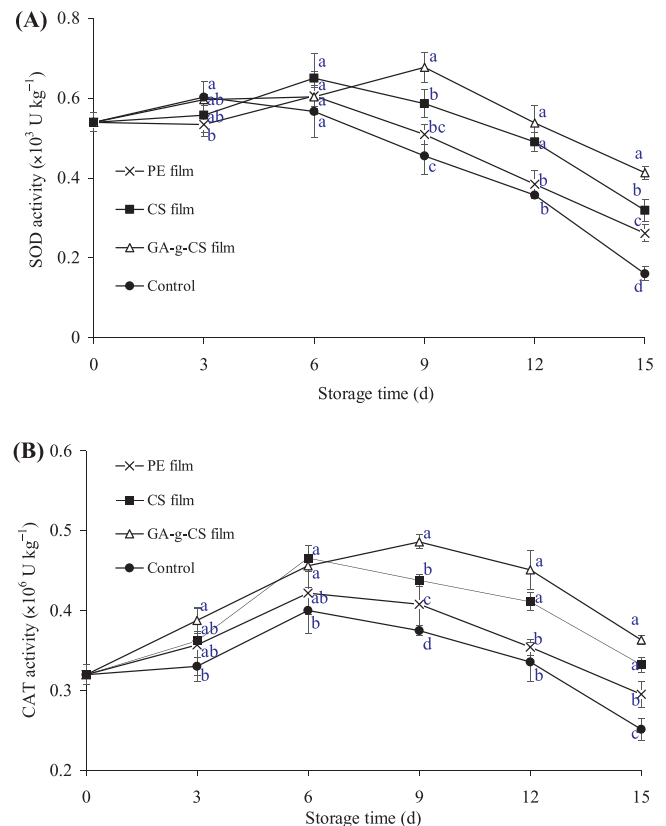 (A)
0.8
a
a
a
a
b
ab
a
a
0.6
ab
a
bc
a
b
a
c
b
b
a
b
c
d
0.4
0.2
0
SOD activity (×10³ U kg⁻¹)
PE film
CS film
GA-g-CS film
Control
0 3 6 9 12 15
Storage time (d)
(B)
0.6
PE film
CS film
GA-g-CS film
Control
0.5
a
a
ab
b
a
b
c
d
a
ab
ab
b
a
a
b
b
a
a
b
c
0.4
0.3
0.2
CAT activity (×10⁶ U kg⁻¹)
0 3 6 9 12 15
Storage time (d)